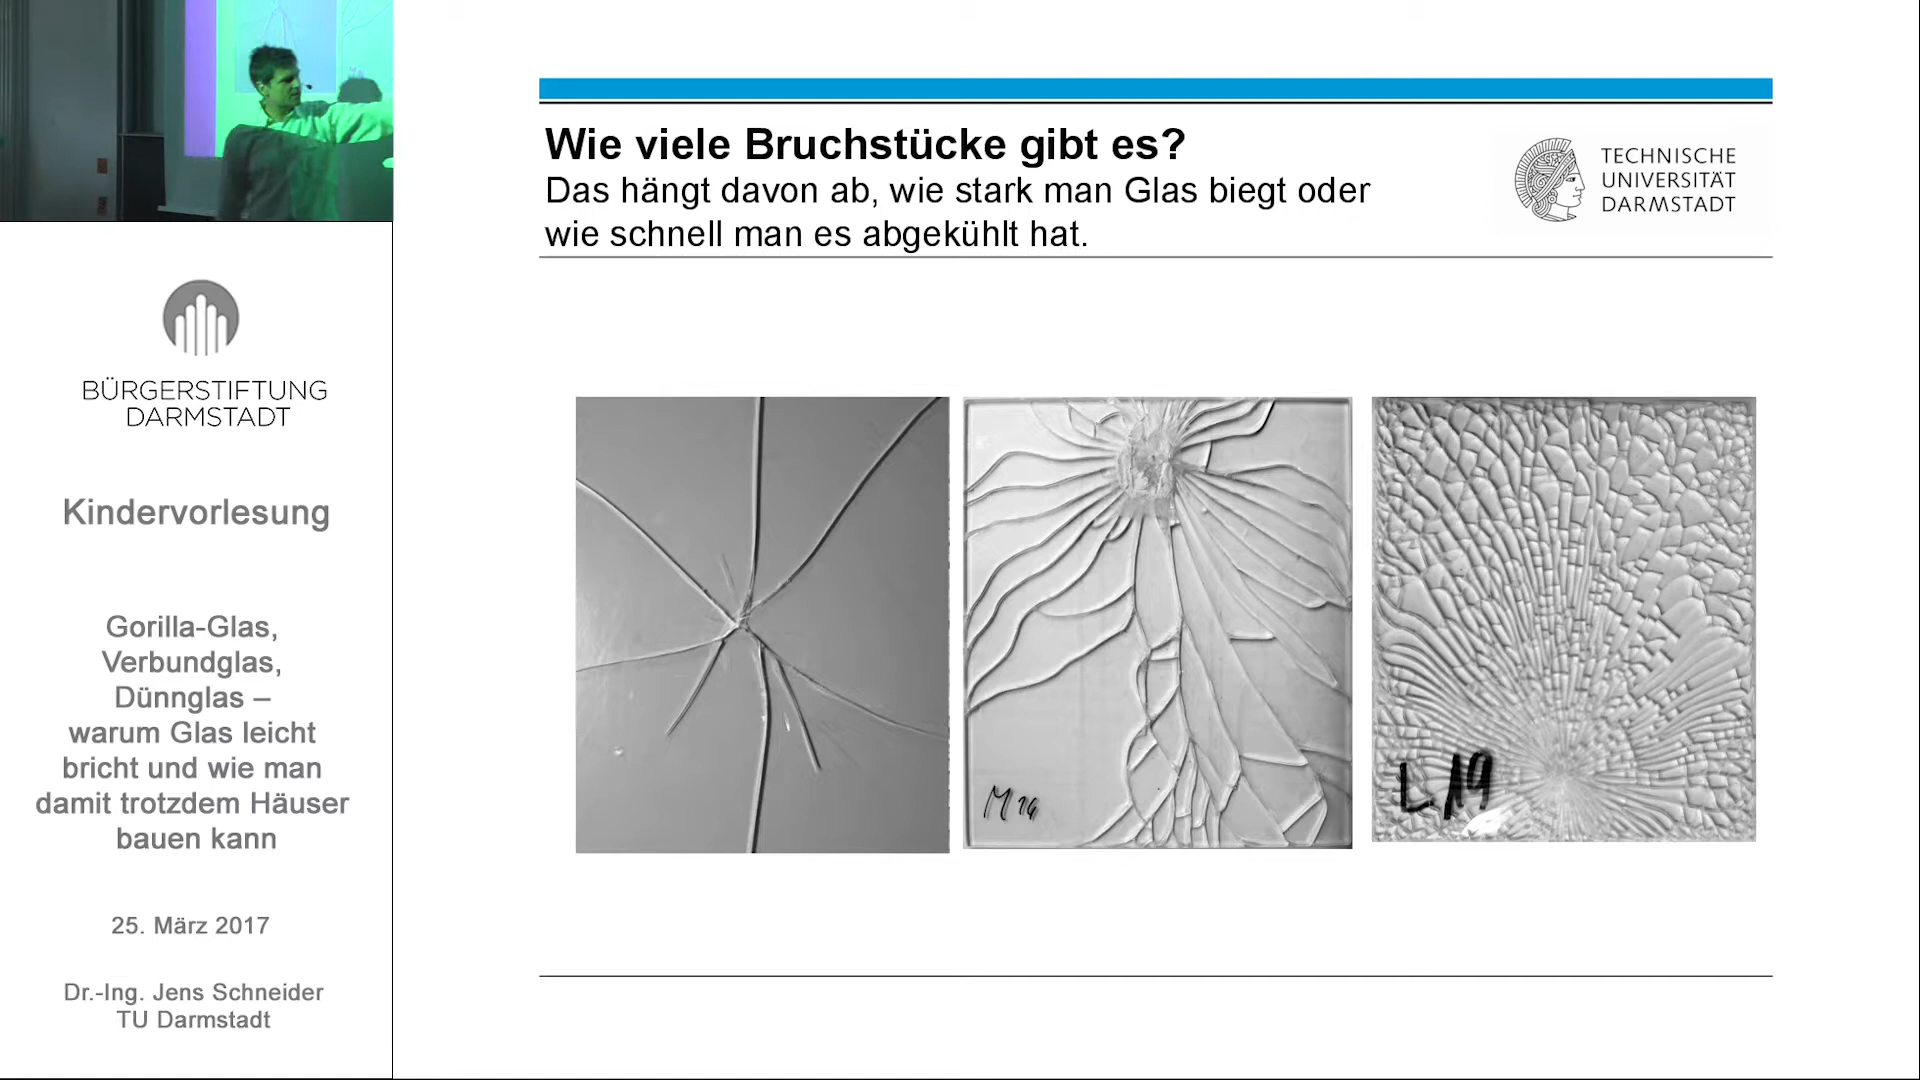 Wie viele Bruchstücke gibt es?
Das hängt davon ab, wie stark man Glas biegt oder
wie schnell man es abgekühlt hat.
TECHNISCHE
UNIVERSITÄT
DARMSTADT
BÜRGERSTIFTUNG
DARMSTADT
Kindervorlesung
Gorilla-Glas,
Verbundglas,
Dünnglas –
warum Glas leicht
bricht und wie man
damit trotzdem Häuser
bauen kann
25. März 2017
Dr.-Ing. Jens Schneider
TU Darmstadt
M 16
L 19